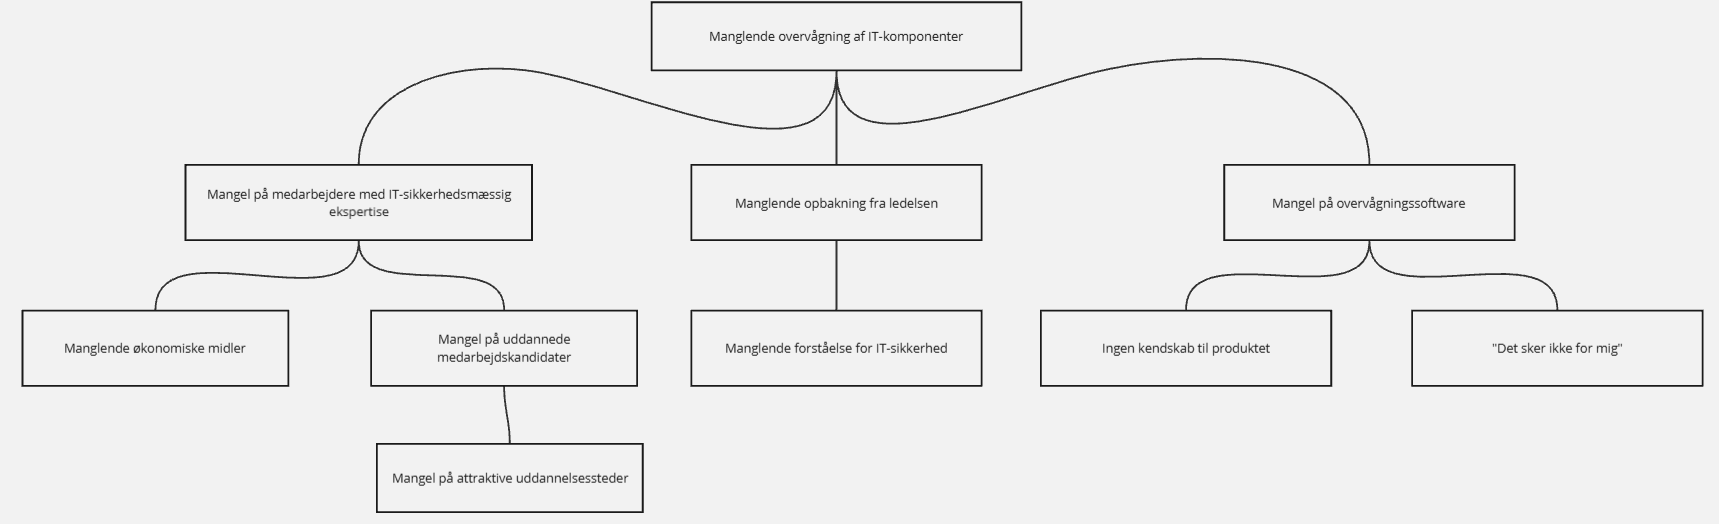 Manglende overvågning af IT-komponenter
Mangel på medarbejdere med IT-sikkerhedsmæssig
ekspertise
Manglende opbakning fra ledelsen
Mangel på overvågningssoftware
Manglende økonomiske midler
Mangel på uddannede
medarbejdskandidater
Manglende forståelse for IT-sikkerhed
Ingen kendskab til produktet
"Det sker ikke for mig"
Mangel på attraktive uddannelsessteder